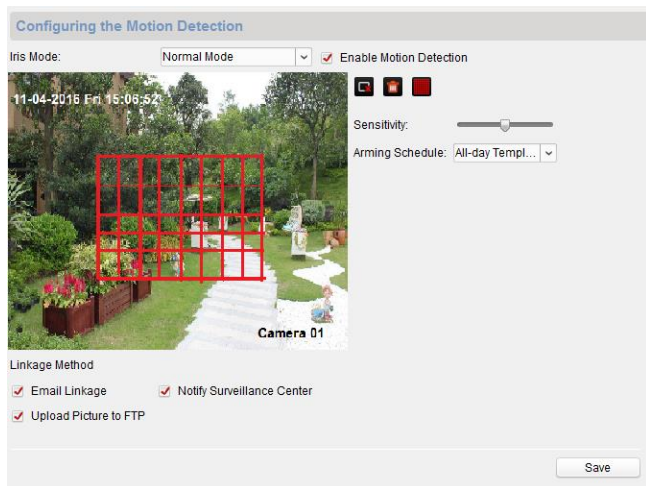 Configuring the Motion Detection
Iris Mode: Normal Mode Enable Motion Detection
11-04-2016 Fri 15:06:52
Sensitivity:
Arming Schedule: All-day Templ...
Camera 01
Linkage Method
Email Linkage Notify Surveillance Center
Upload Picture to FTP
Save